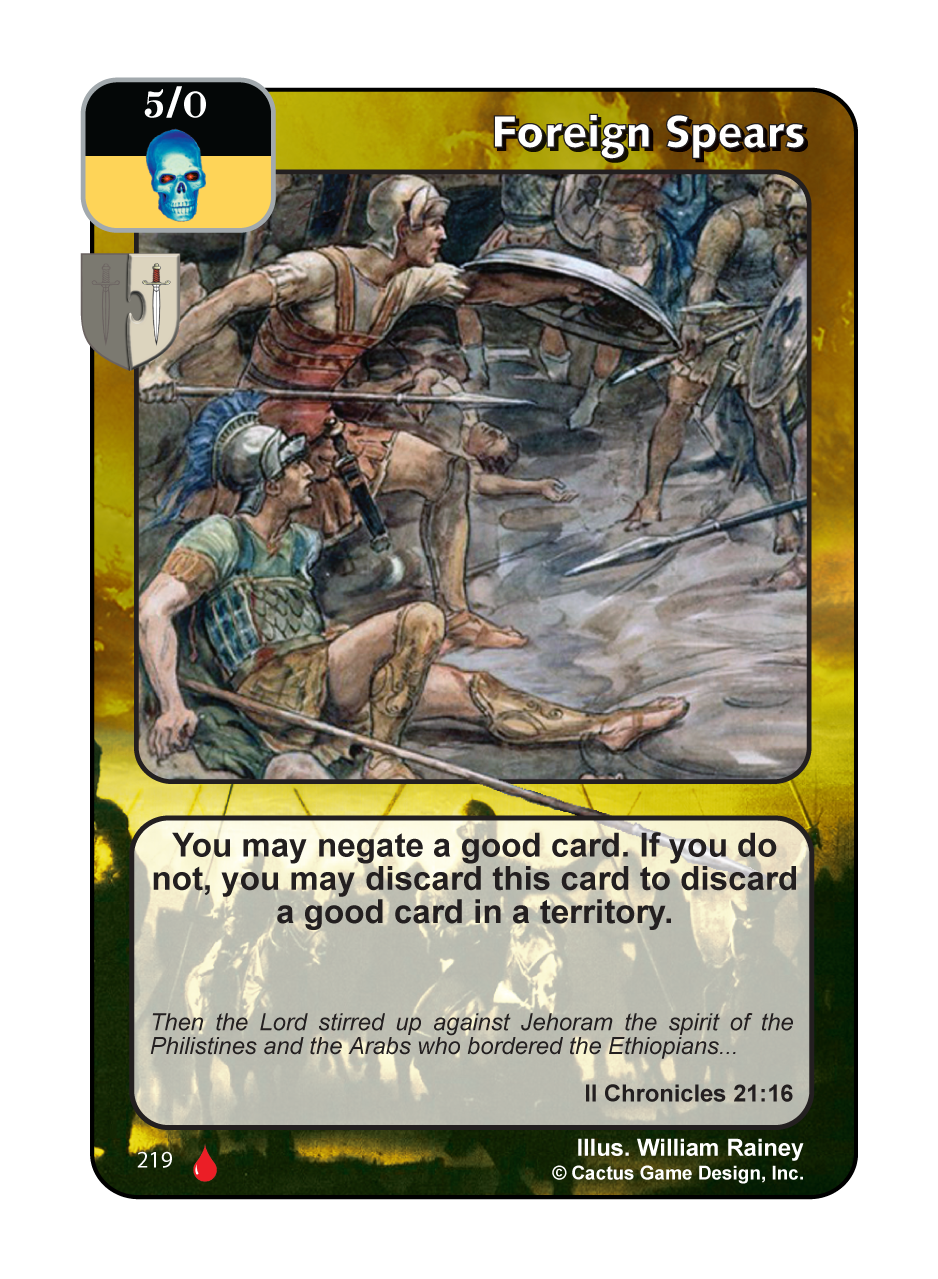 5/0
Foreign Spears
You may negate a good card. If you do
not, you may discard this card to discard
a good card in a territory.
Then the Lord stirred up against Jehoram the spirit of the
Philistines and the Arabs who bordered the Ethiopians...
II Chronicles 21:16
219
Illus. William Rainey
© Cactus Game Design, Inc.